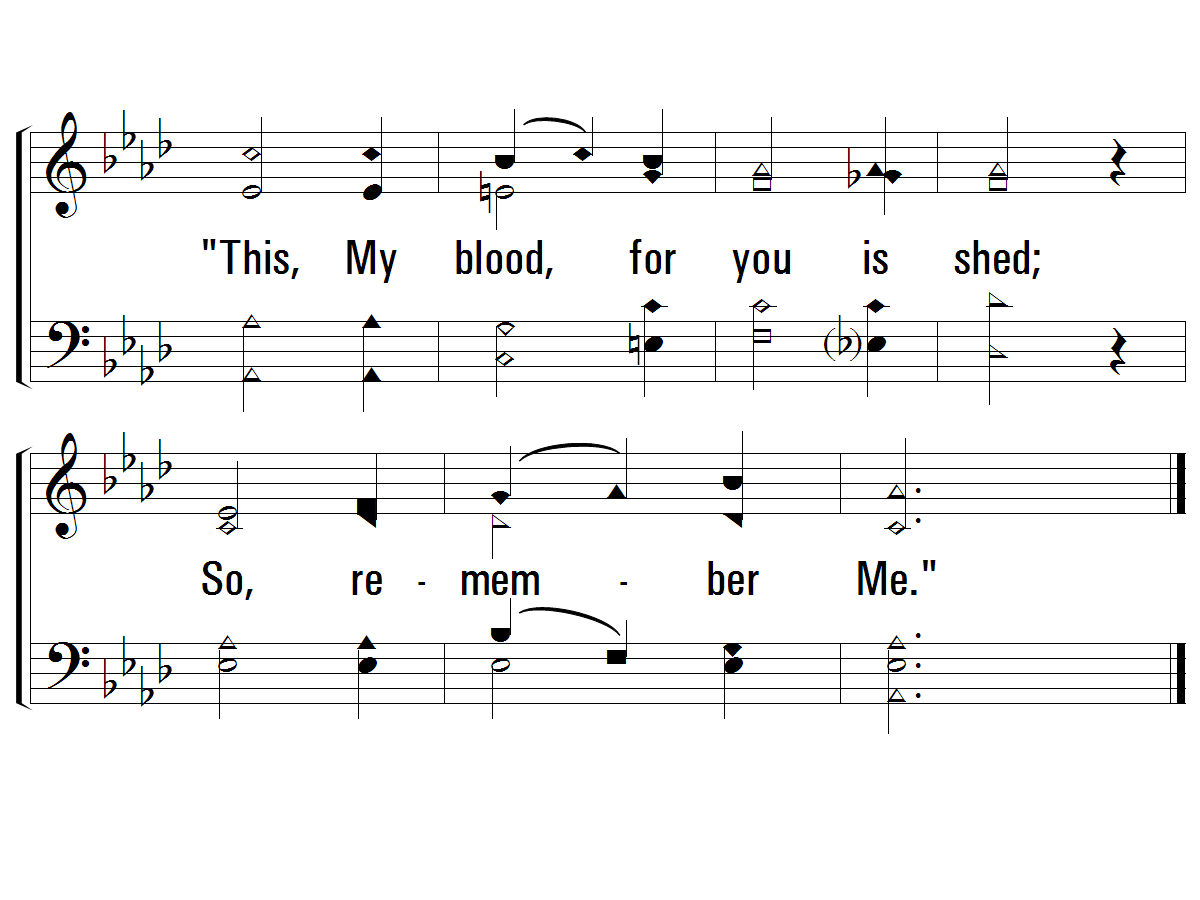 "This, My blood, for you is shed;
So, re - mem - ber Me."